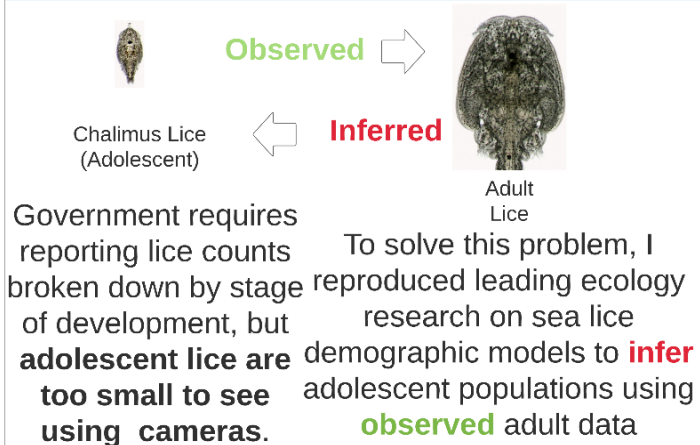 Observed
Inferred
Chalimus Lice
(Adolescent)
Adult
Lice
Government requires
reporting lice counts
broken down by stage
of development, but
adolescent lice are
too small to see
using cameras.
To solve this problem, I
reproduced leading ecology
research on sea lice
demographic models to infer
adolescent populations using
observed adult data